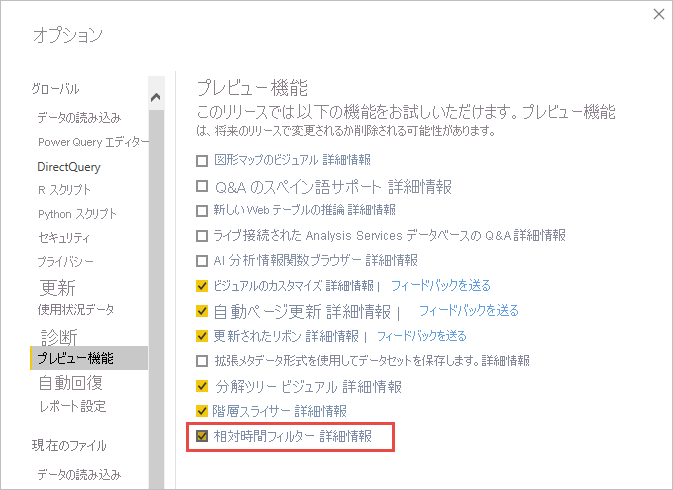 オプション
グローバル
データの読み込み
Power Query エディター
DirectQuery
R スクリプト
Python スクリプト
セキュリティ
プライバシー
更新
使用状況データ
診断
プレビュー機能
自動回復
レポート設定
現在のファイル
データの読み込み
プレビュー機能
このリリースでは以下の機能をお試しいただけます。プレビュー機能
は、将来のリリースで変更されるか削除される可能性があります。
図形マップのビジュアル 詳細情報
Q&A のスペイン語サポート 詳細情報
新しい Web テーブルの推論 詳細情報
ライブ接続された Analysis Services データベースの Q&A 詳細情報
AI 分析情報関数ブラウザー 詳細情報
ビジュアルのカスタマイズ 詳細情報 | フィードバックを送る
自動ページ更新 詳細情報 | フィードバックを送る
更新されたリボン 詳細情報 | フィードバックを送る
拡張メタデータ形式を使用してデータセットを保存します。詳細情報
分解ツリー ビジュアル 詳細情報
階層スライサー 詳細情報
相対時間フィルター 詳細情報